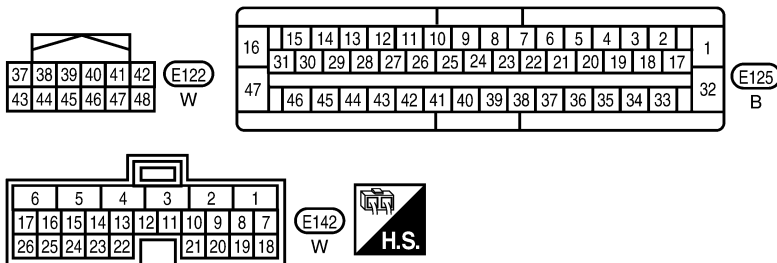 37 38 39 40 41 42
43 44 45 46 47 48
E122
W
16 15 14 13 12 11 10 9 8 7 6 5 4 3 2 1
31 30 29 28 27 26 25 24 23 22 21 20 19 18 17
47 32
46 45 44 43 42 41 40 39 38 37 36 35 34 33
E125
B
6 5 4 3 2 1
17 16 15 14 13 12 11 10 9 8 7
26 25 24 23 22 21 20 19 18
E142
W
H.S.